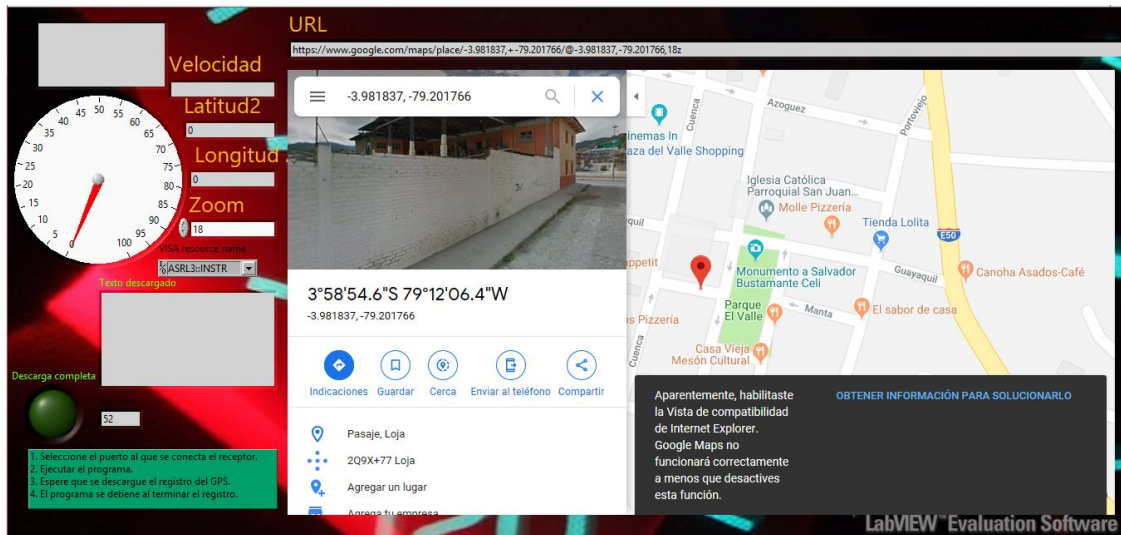 URL
https://www.google.com/maps/place/-3.981837,+-79.201766/@-3.981837,-79.201766,18z
Velocidad
Latitud2
0
Longitud
0
Zoom
18
VISA resource name
ASRL3::INSTR
0
5
10
15
20
25
30
35
40
45
50
55
60
65
70
75
80
85
90
95
100
Texto descargado
Descarga completa
52
1. Seleccione el puerto al que se conecta el receptor.
2. Ejecutar el programa.
3. Espere que se descargue el registro del GPS.
4. El programa se detiene al terminar el registro.
-3.981837, -79.201766
3°58'54.6"S 79°12'06.4"W
-3.981837, -79.201766
Indicaciones
Guardar
Cerca
Enviar al teléfono
Compartir
Pasaje, Loja
2Q9X+77 Loja
Agregar un lugar
Agrega tu empresa
Azoguez
Cuenca
Portoviejo
inemas In
aza del Valle Shopping
Iglesia Católica
Parroquial San Juan...
Molle Pizzería
Tienda Lolita
E50
quil
Guayaquil
ppetit
Monumento a Salvador
Bustamante Celi
Canoha Asados-Café
Parque
El Valle
Manta
El sabor de casa
os Pizzería
Cuenca
Casa Vieja
Mesón Cultural
Aparentemente, habilitaste
la Vista de compatibilidad
de Internet Explorer.
Google Maps no
funcionará correctamente
a menos que desactives
esta función.
OBTENER INFORMACIÓN PARA SOLUCIONARLO
LabVIEW™ Evaluation Software